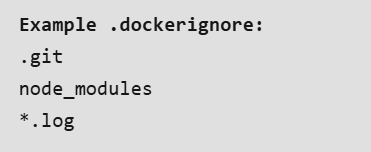 Example .dockerignore:
.git
node_modules
*.log